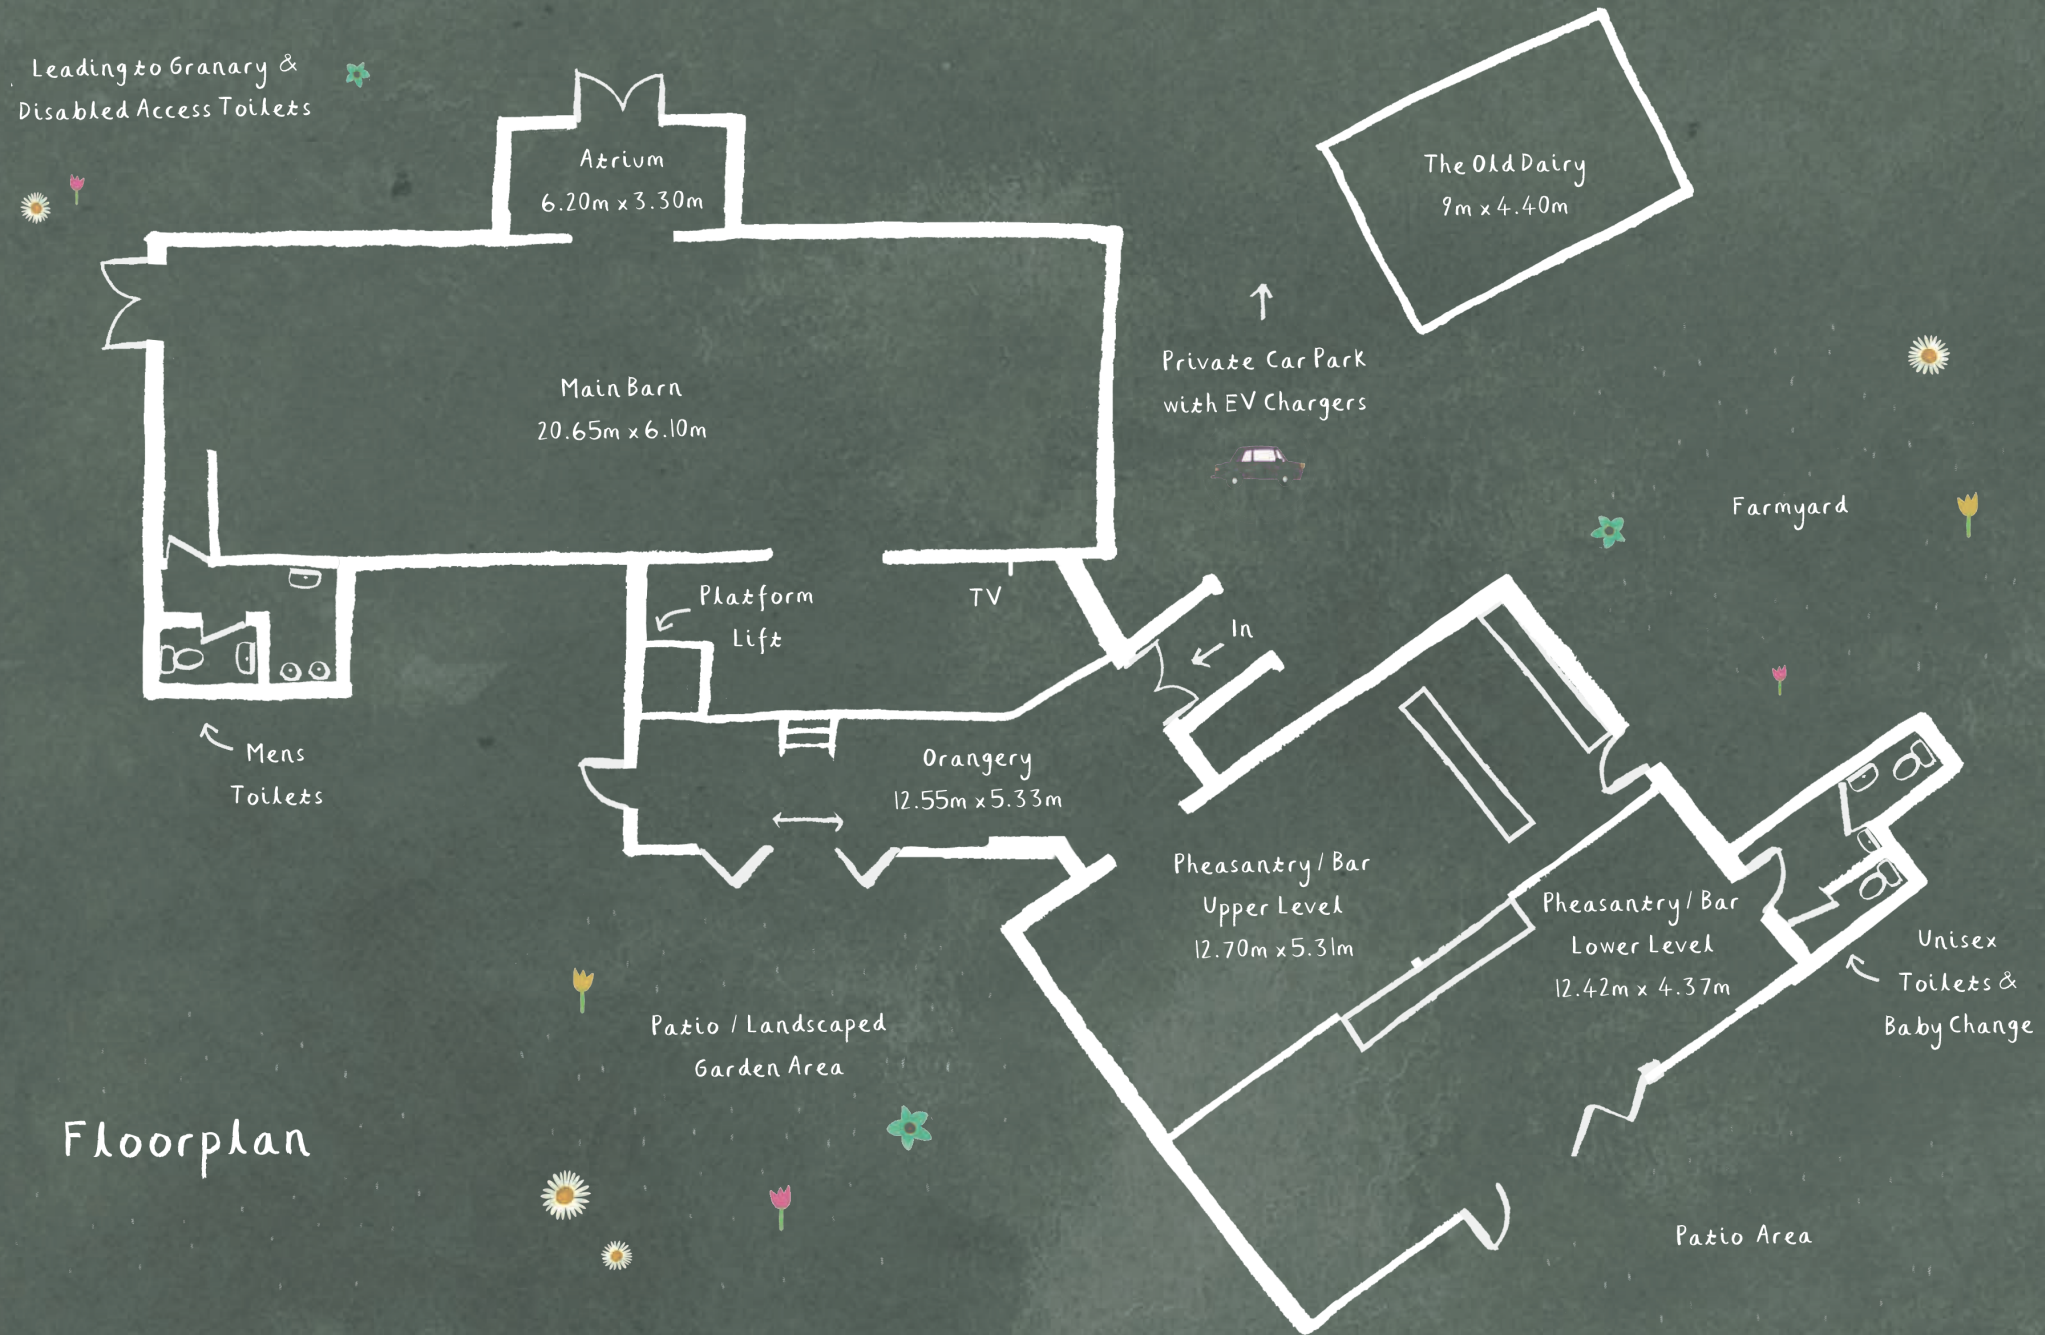 Leading to Granary &
Disabled Access Toilets
Atrium
6.20m x 3.30m
The Old Dairy
9m x 4.40m
Private Car Park
with EV Chargers
Main Barn
20.65m x 6.10m
Farmyard
Platform
Lift
TV
In
Mens
Toilets
Orangery
12.55m x 5.33m
Pheasantry / Bar
Upper Level
12.70m x 5.31m
Pheasantry / Bar
Lower Level
12.42m x 4.37m
Unisex
Toilets &
Baby Change
Patio / Landscaped
Garden Area
Floorplan
Patio Area